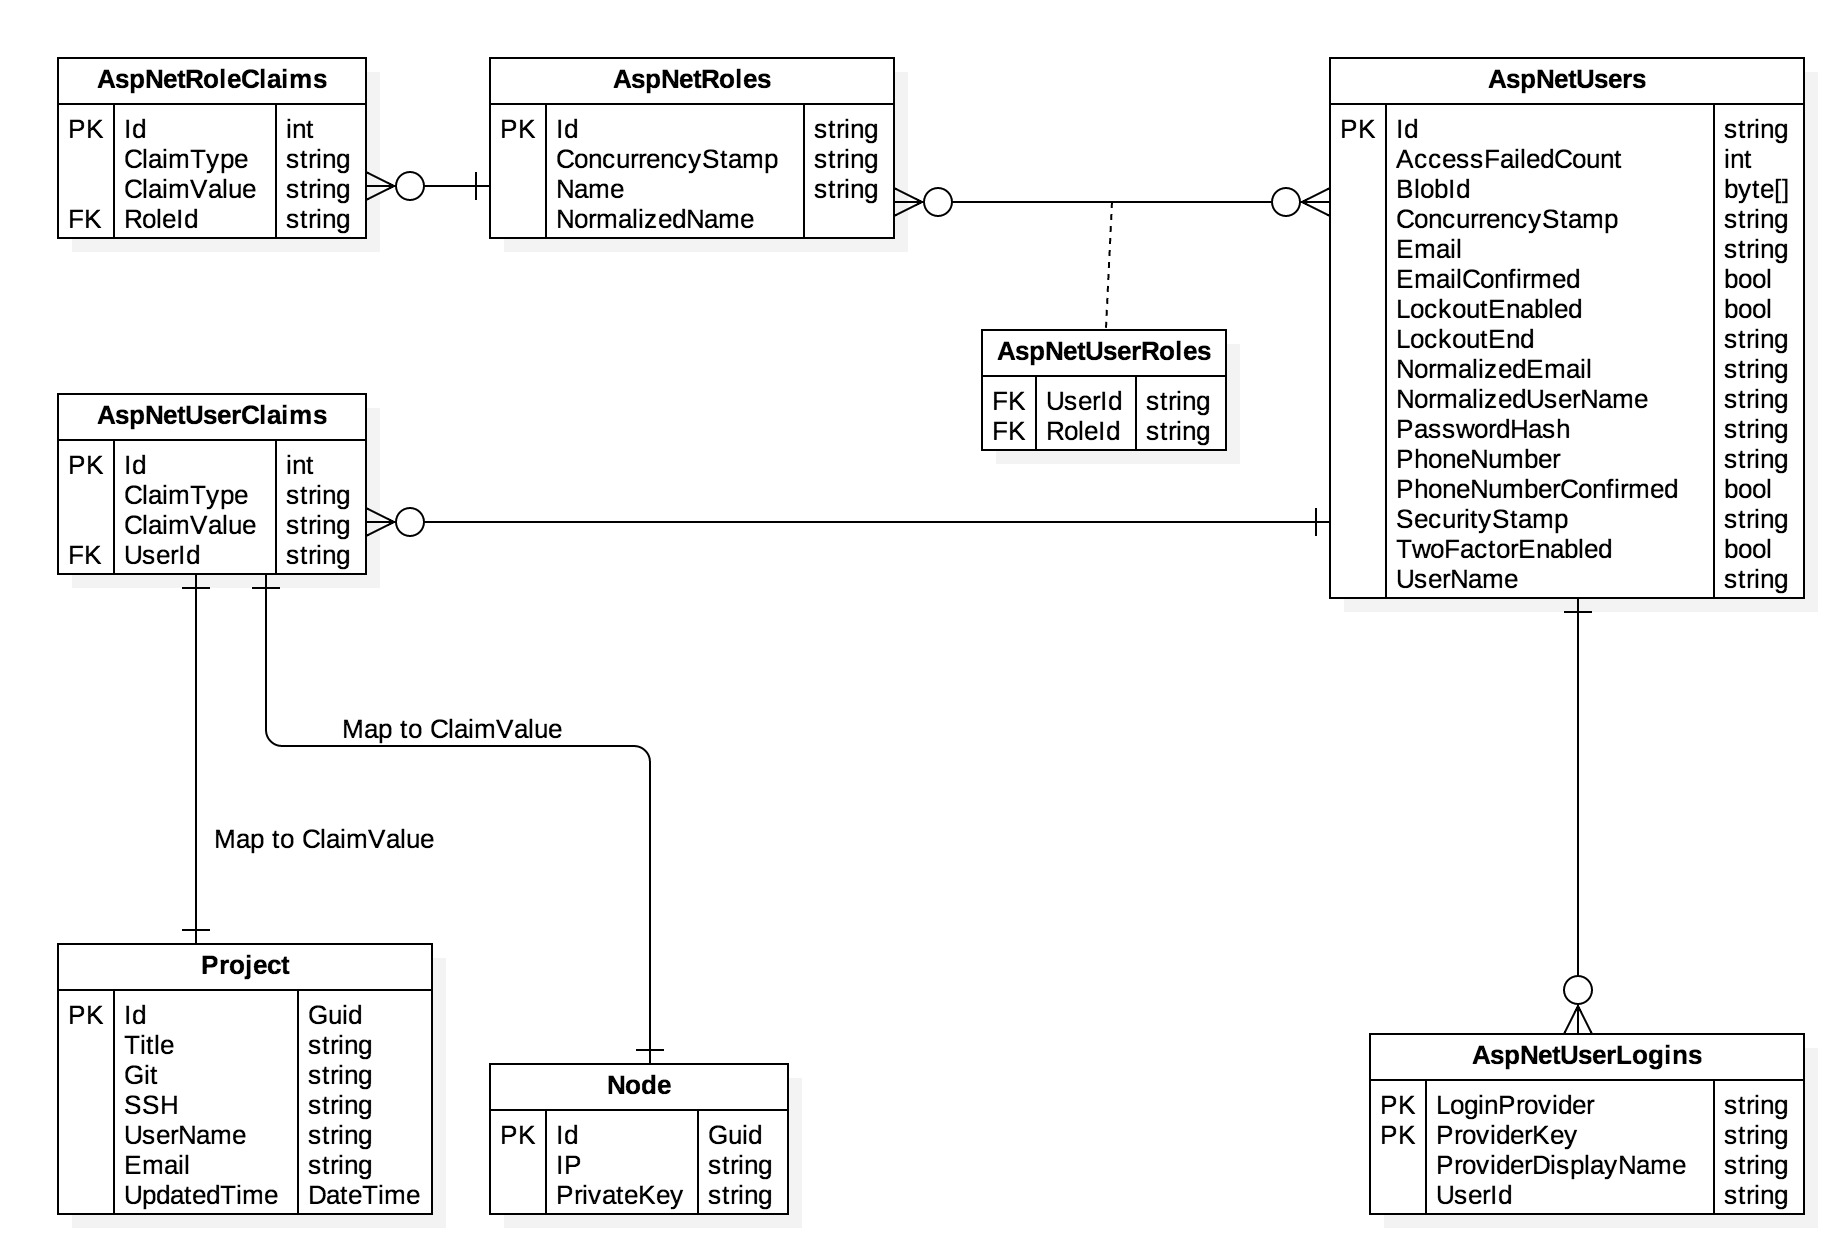 AspNetRoleClaims
PK Id int
ClaimType string
ClaimValue string
FK RoleId string
AspNetRoles
PK Id string
ConcurrencyStamp string
Name string
NormalizedName
AspNetUsers
PK Id string
AccessFailedCount int
BlobId byte[]
ConcurrencyStamp string
Email string
EmailConfirmed bool
LockoutEnabled bool
LockoutEnd string
NormalizedEmail string
NormalizedUserName string
PasswordHash string
PhoneNumber string
PhoneNumberConfirmed bool
SecurityStamp string
TwoFactorEnabled bool
UserName string
AspNetUserRoles
FK UserId string
FK RoleId string
AspNetUserClaims
PK Id int
ClaimType string
ClaimValue string
FK UserId string
Map to ClaimValue
Map to ClaimValue
Project
PK Id Guid
Title string
Git string
SSH string
UserName string
Email string
UpdatedTime DateTime
Node
PK Id Guid
IP string
PrivateKey string
AspNetUserLogins
PK LoginProvider string
PK ProviderKey string
ProviderDisplayName string
UserId string